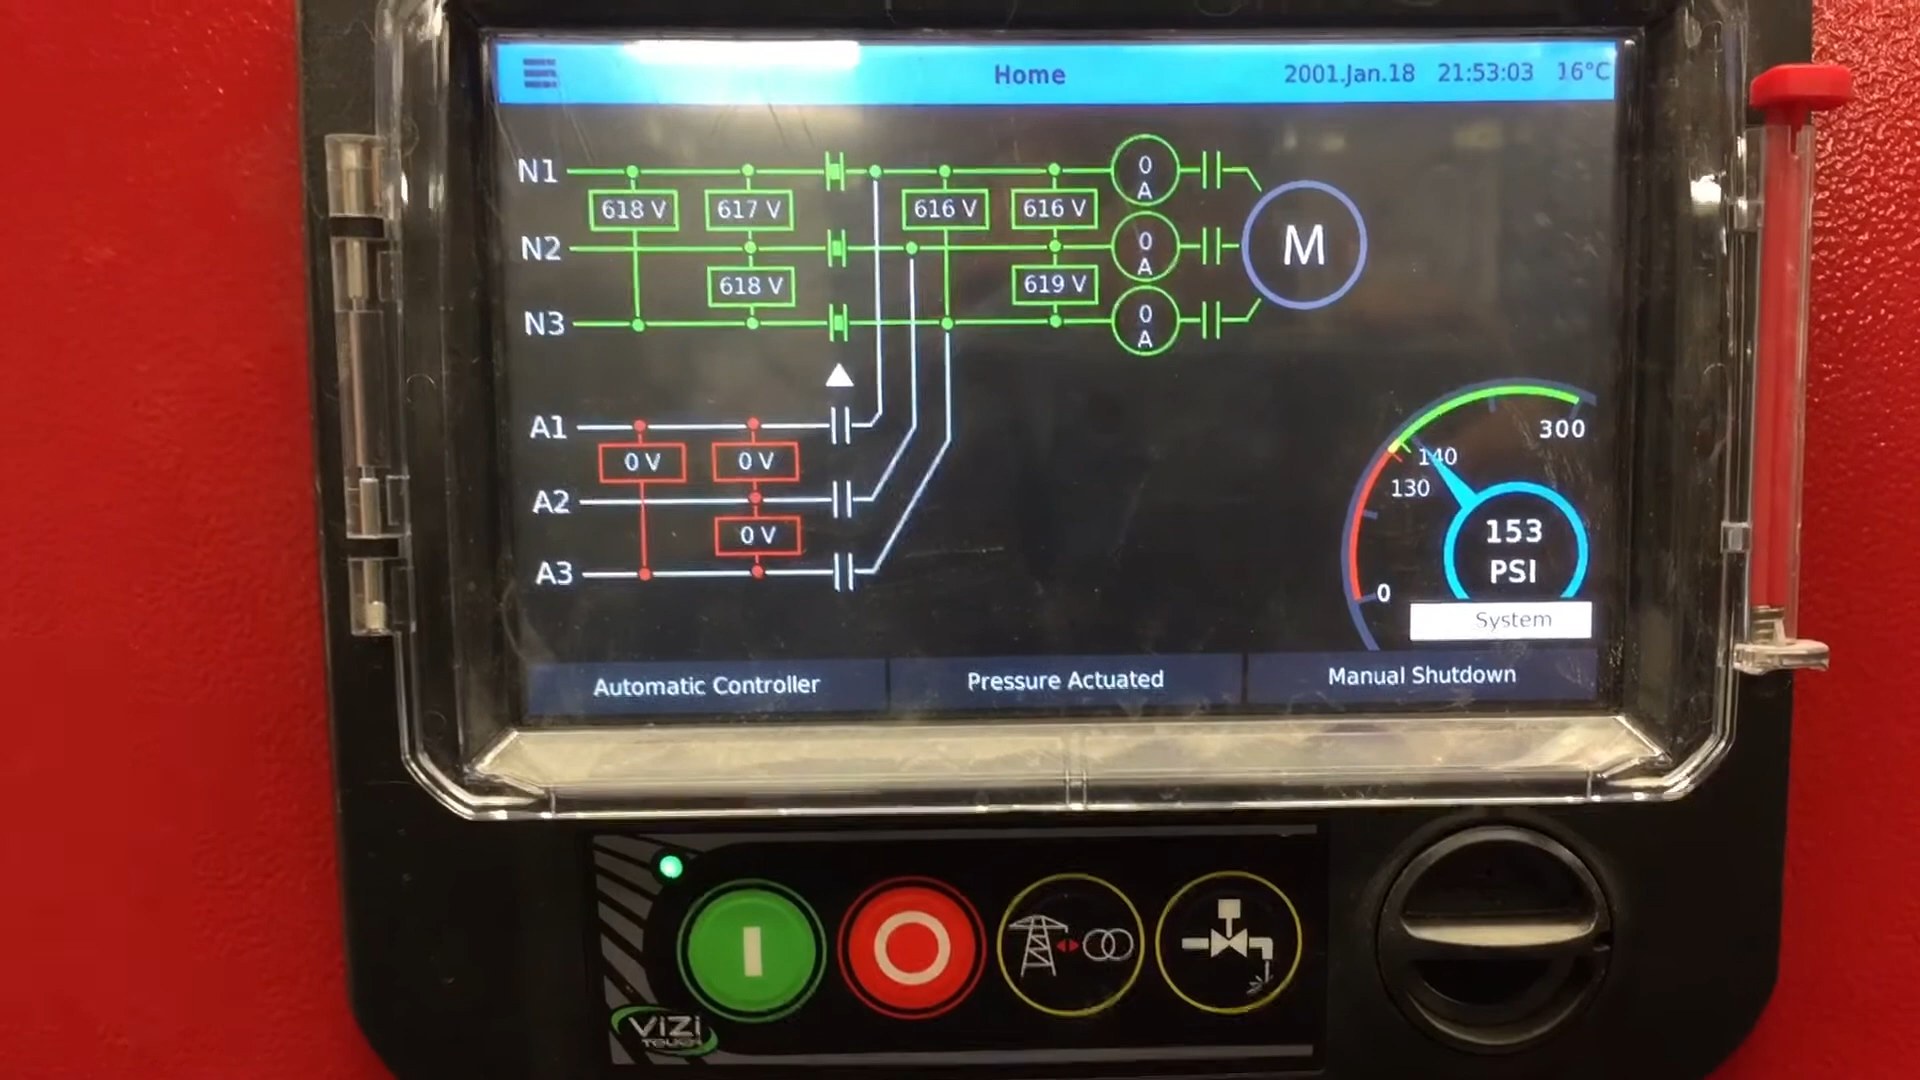 Home 2001.Jan.18 21:53:03 16°C
N1 0 A
618 V 617 V 616 V 616 V
N2 0 A M
618 V 619 V
N3 0 A
A1
0 V 0 V
A2
0 V
A3
300
140
130
0
153
PSI
System
Automatic Controller Pressure Actuated Manual Shutdown
ViZi
TOUCH